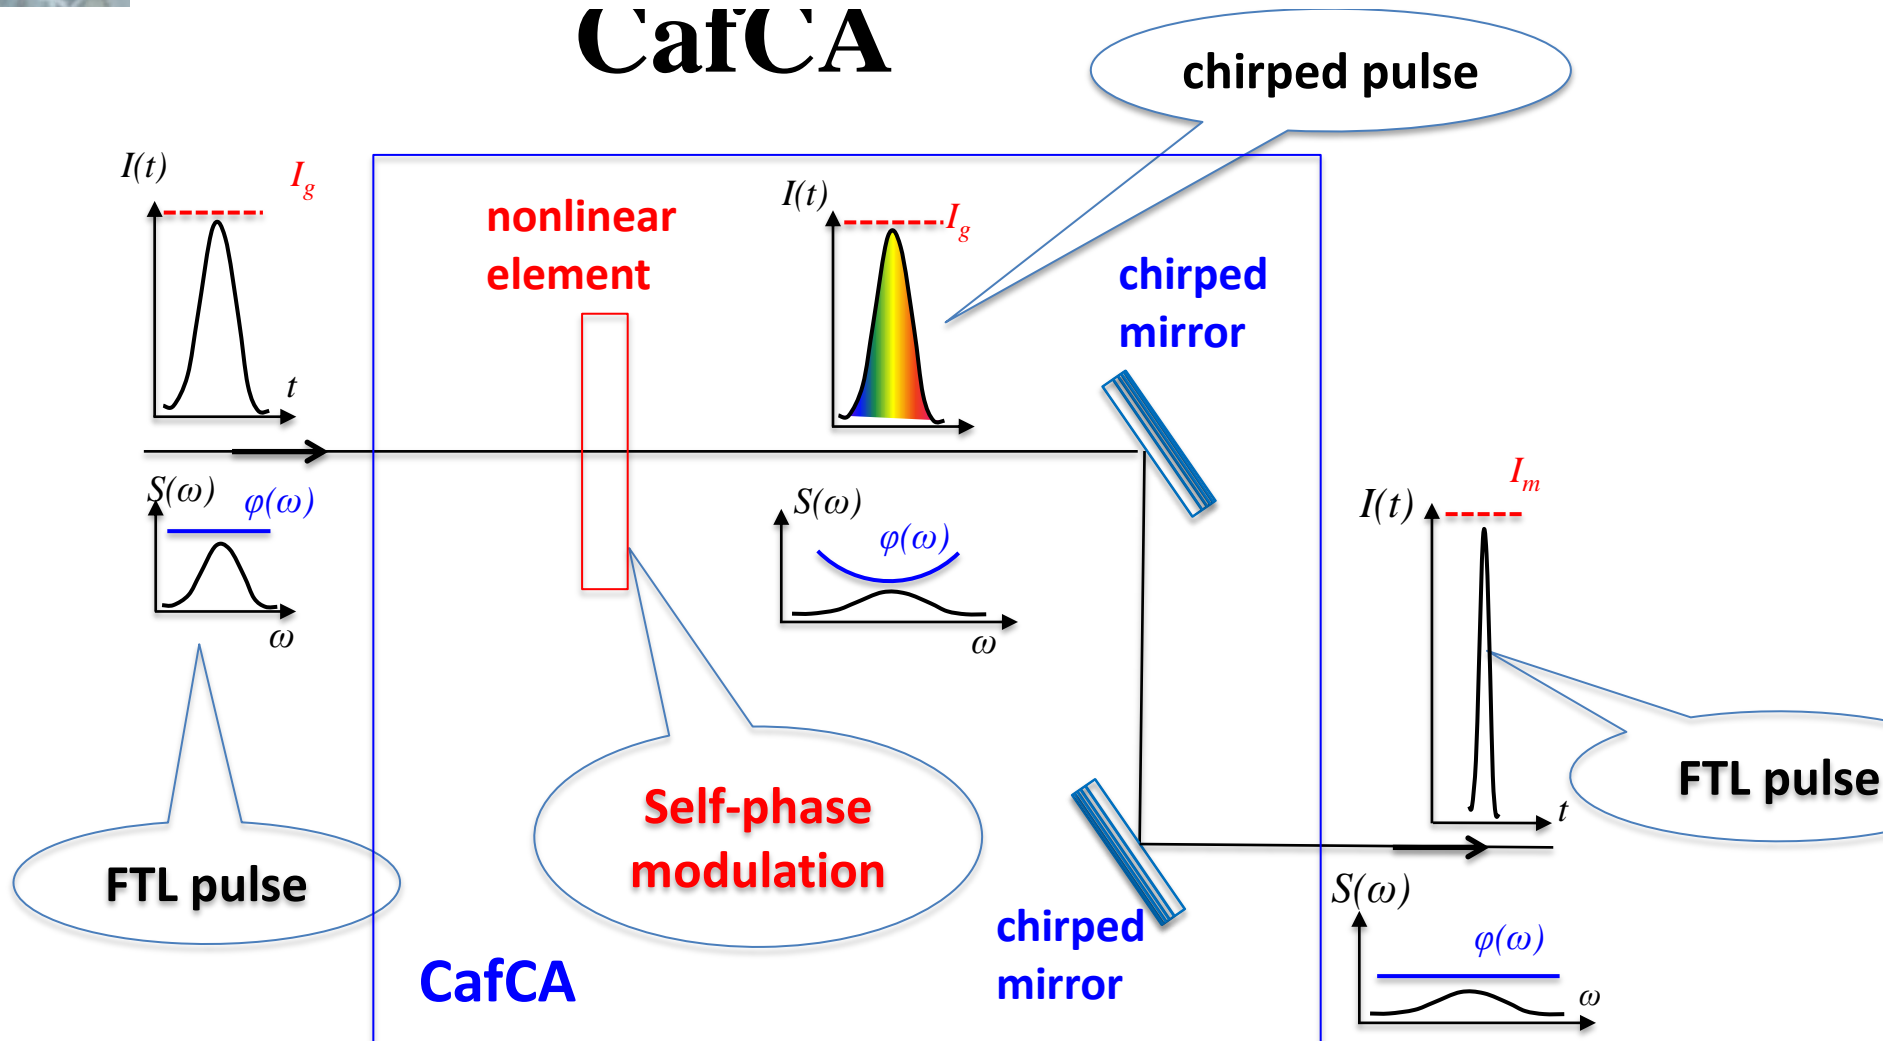 CafCA
chirped pulse
I(t)
I_g
nonlinear
element
I(t)
I_g
chirped
mirror
t
S(ω)
φ(ω)
ω
S(ω)
φ(ω)
ω
I(t)
I_m
t
FTL pulse
Self-phase
modulation
FTL pulse
chirped
mirror
CafCA
S(ω)
φ(ω)
ω